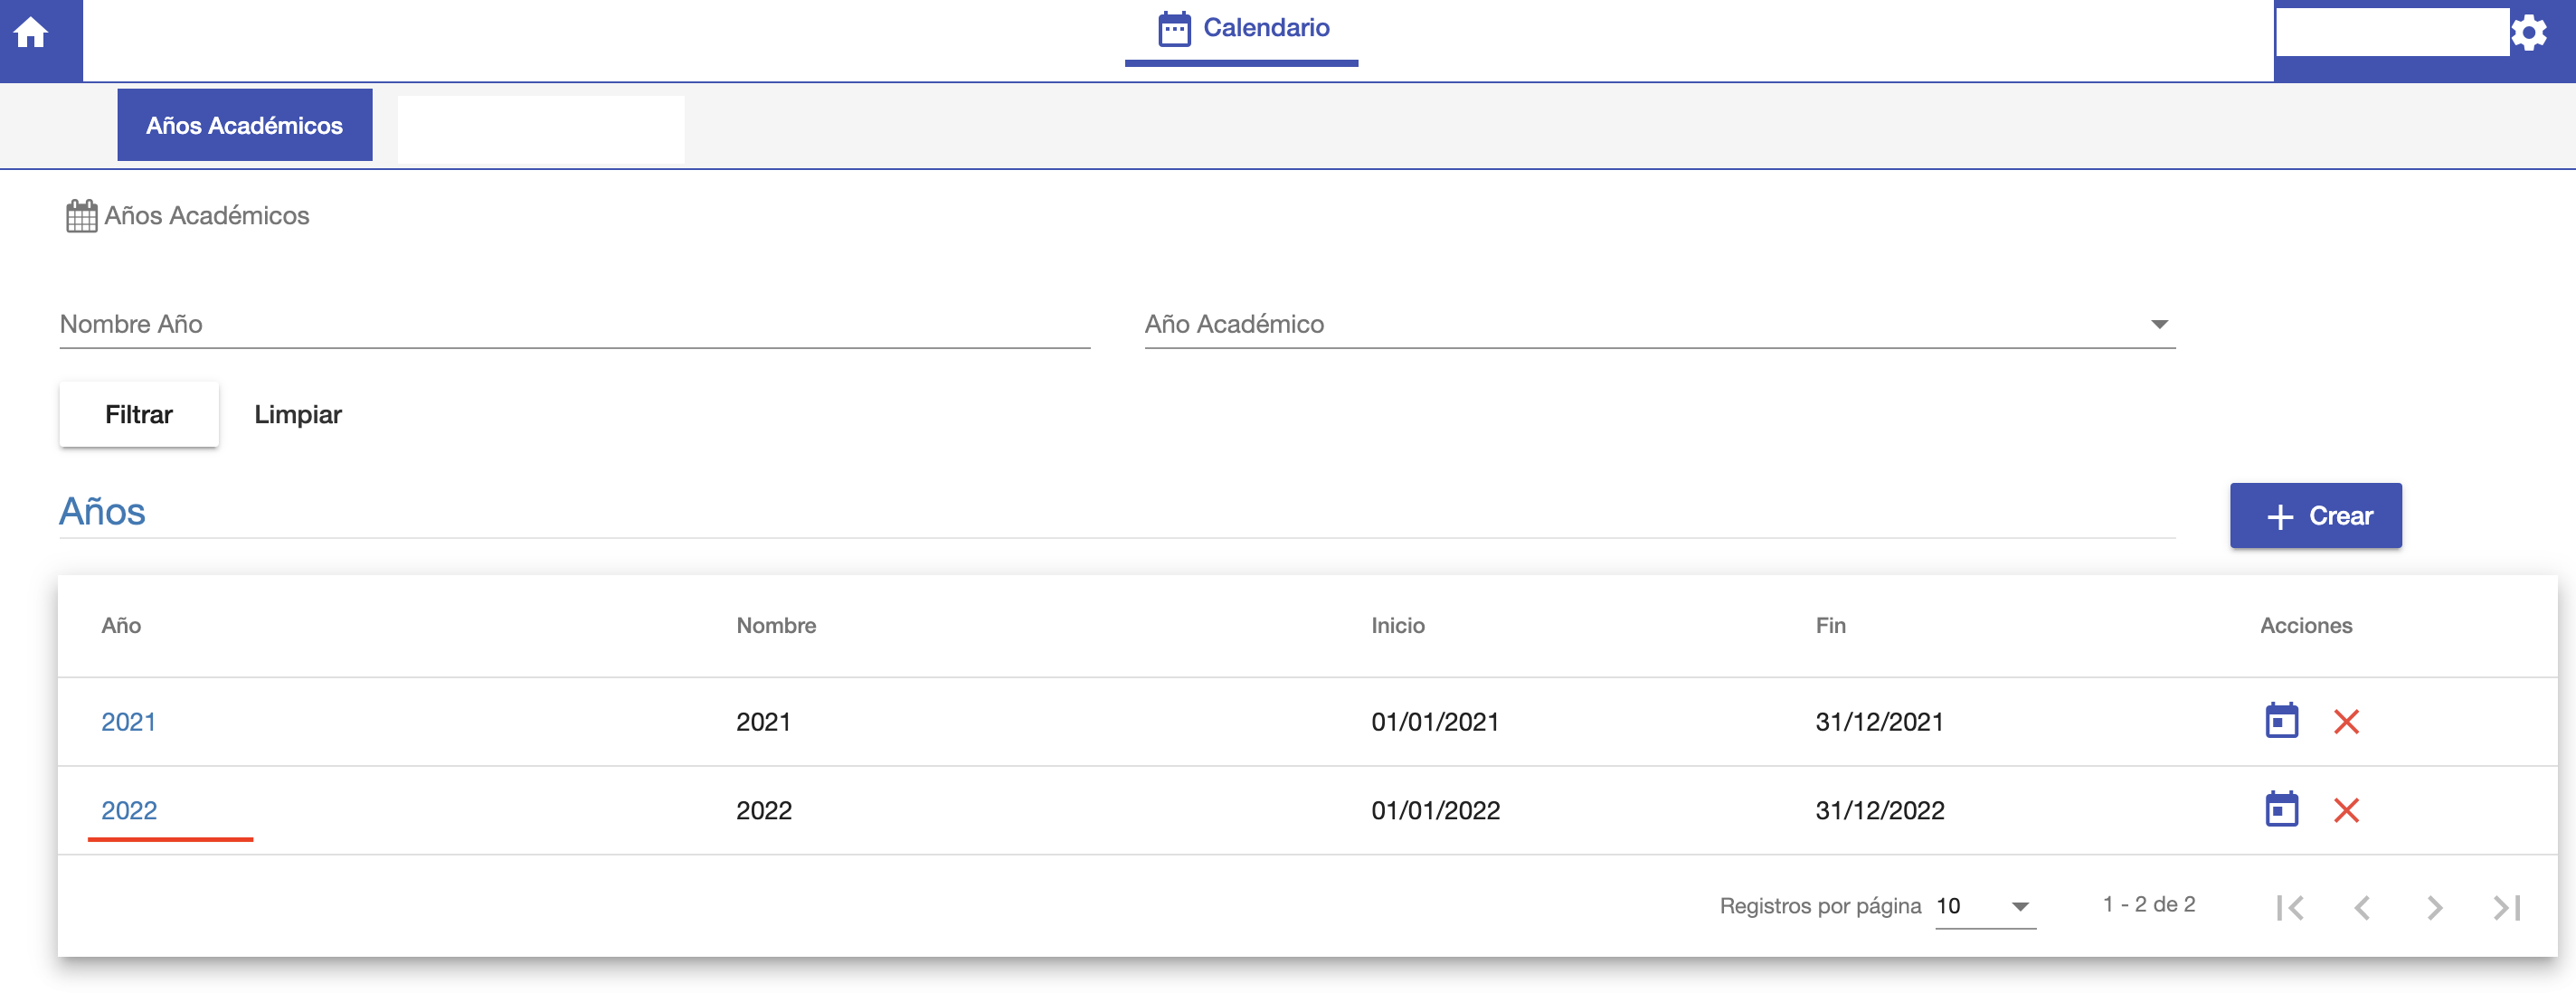 Calendario
Años Académicos
Años Académicos
Nombre Año Año Académico
Filtrar Limpiar
Años
Crear
Año Nombre Inicio Fin Acciones
2021 2021 01/01/2021 31/12/2021
2022 2022 01/01/2022 31/12/2022
Registros por página 10 1 - 2 de 2